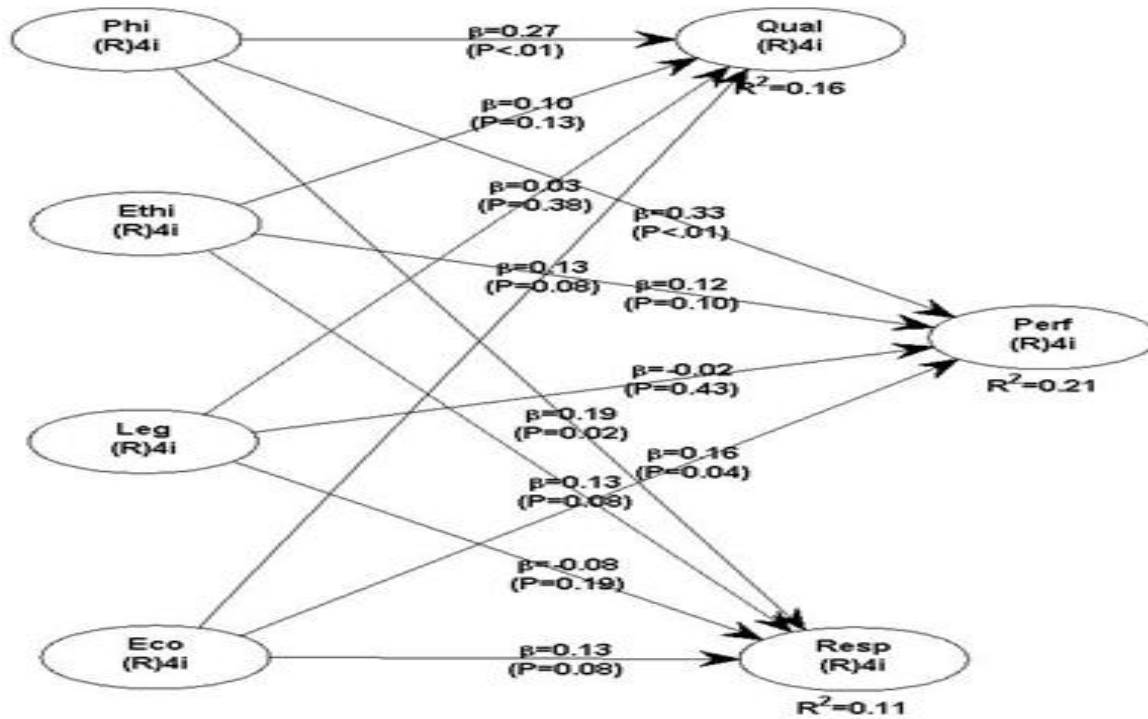 Phi
(R)4i
β=0.27
(P<.01)
Qual
(R)4i
R²=0.16
β=0.10
(P=0.13)
β=0.03
(P=0.38)
Ethi
(R)4i
β=0.33
(P<.01)
β=0.13
(P=0.08)
β=0.12
(P=0.10)
Perf
(R)4i
R²=0.21
β=-0.02
(P=0.43)
Leg
(R)4i
β=0.19
(P=0.02)
β=0.16
(P=0.04)
β=0.13
(P=0.08)
β=-0.08
(P=0.19)
Eco
(R)4i
β=0.13
(P=0.08)
Resp
(R)4i
R²=0.11